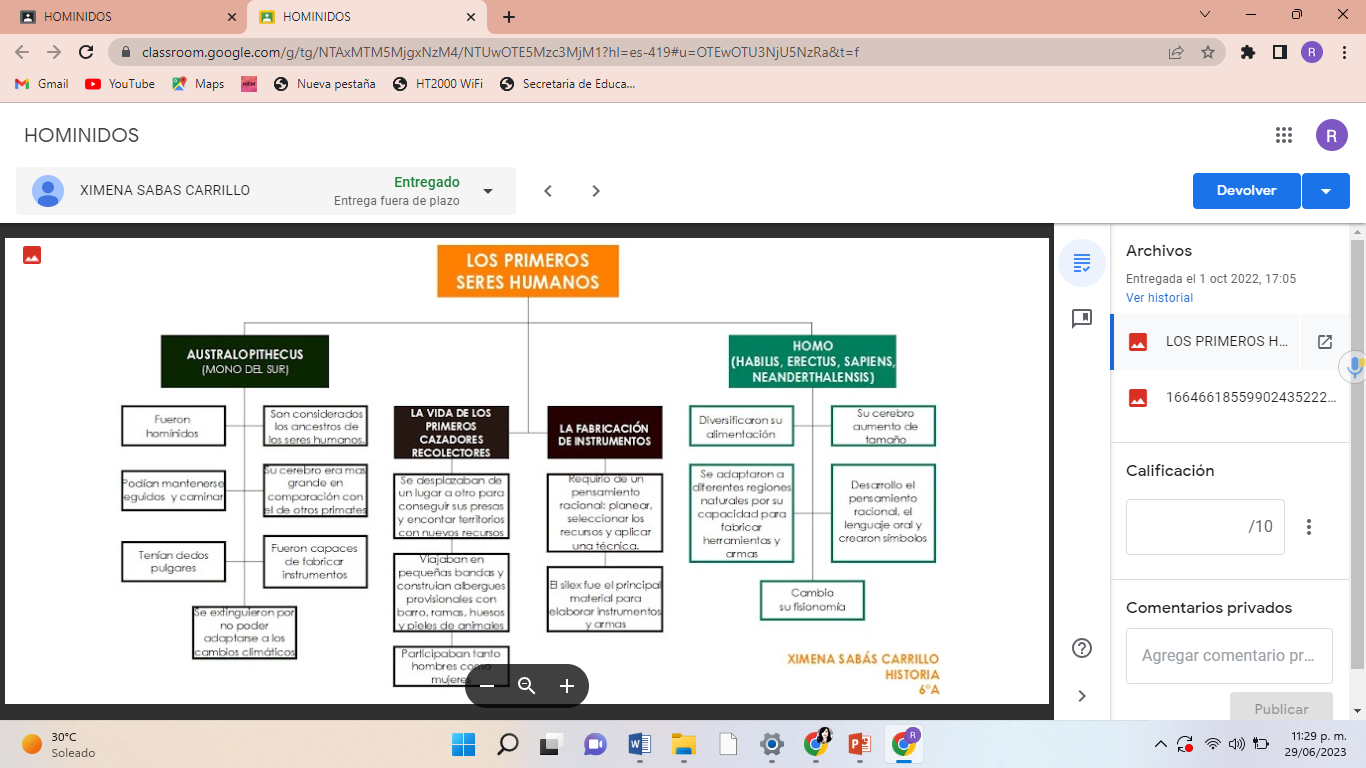 HOMINIDOS
HOMINIDOS
classroom.google.com/g/tg/NTAxMTM5MjgxNzM4/NTUwOTE5Mzc3MjM1?hl=es-419#u=OTEwOTU3NjU5NzRa&t=f
R
Gmail
YouTube
Maps
Nueva pestaña
HT2000 WiFi
Secretaria de Educa...
HOMINIDOS
R
XIMENA SABAS CARRILLO
Entregado
Entrega fuera de plazo
Devolver
LOS PRIMEROS
SERES HUMANOS
AUSTRALOPITHECUS
(MONO DEL SUR)
Fueron
hominidos
Son considerados
los ancestros de
los seres humanos.
Podían mantenerse
eguidos y caminar
Su cerebro era mas
grande en
comparación con
el de otros primates
Tenían dedos
pulgares
Fueron capaces
de fabricar
instrumentos
Se extinguieron por
no poder
adaptarse a los
cambios climáticos
LA VIDA DE LOS
PRIMEROS
CAZADORES
RECOLECTORES
Se desplazaban de
un lugar a otro para
conseguir sus presas
y encontar territorios
con nuevos recursos
Viajaban en
pequeñas bandas y
construian albergues
provisionales con
barro, ramas, huesos
y pieles de animales
Participaban tanto
hombres como
mujeres
LA FABRICACIÓN
DE INSTRUMENTOS
Requirio de un
pensamiento
racional: planear,
seleccionar los
recursos y aplicar
una técnica.
El silex fue el principal
material para
elaborar instrumentos
y armas
HOMO
(HABILIS, ERECTUS, SAPIENS,
NEANDERTHALENSIS)
Diversificaron su
alimentación
Su cerebro
aumento de
tamaño
Se adaptaron a
diferentes regiones
naturales por su
capacidad para
fabricar
herramientas y
armas
Desarrollo el
pensamiento
racional, el
lenguaje oral y
crearon símbolos
Cambio
su fisionomía
XIMENA SABÁS CARRILLO
HISTORIA
6°A
Archivos
Entregada el 1 oct 2022, 17:05
Ver historial
LOS PRIMEROS H...
16646618559902435222...
Calificación
/10
Comentarios privados
Agregar comentario pr...
Publicar
30°C
Soleado
11:29 p. m.
29/06/2023